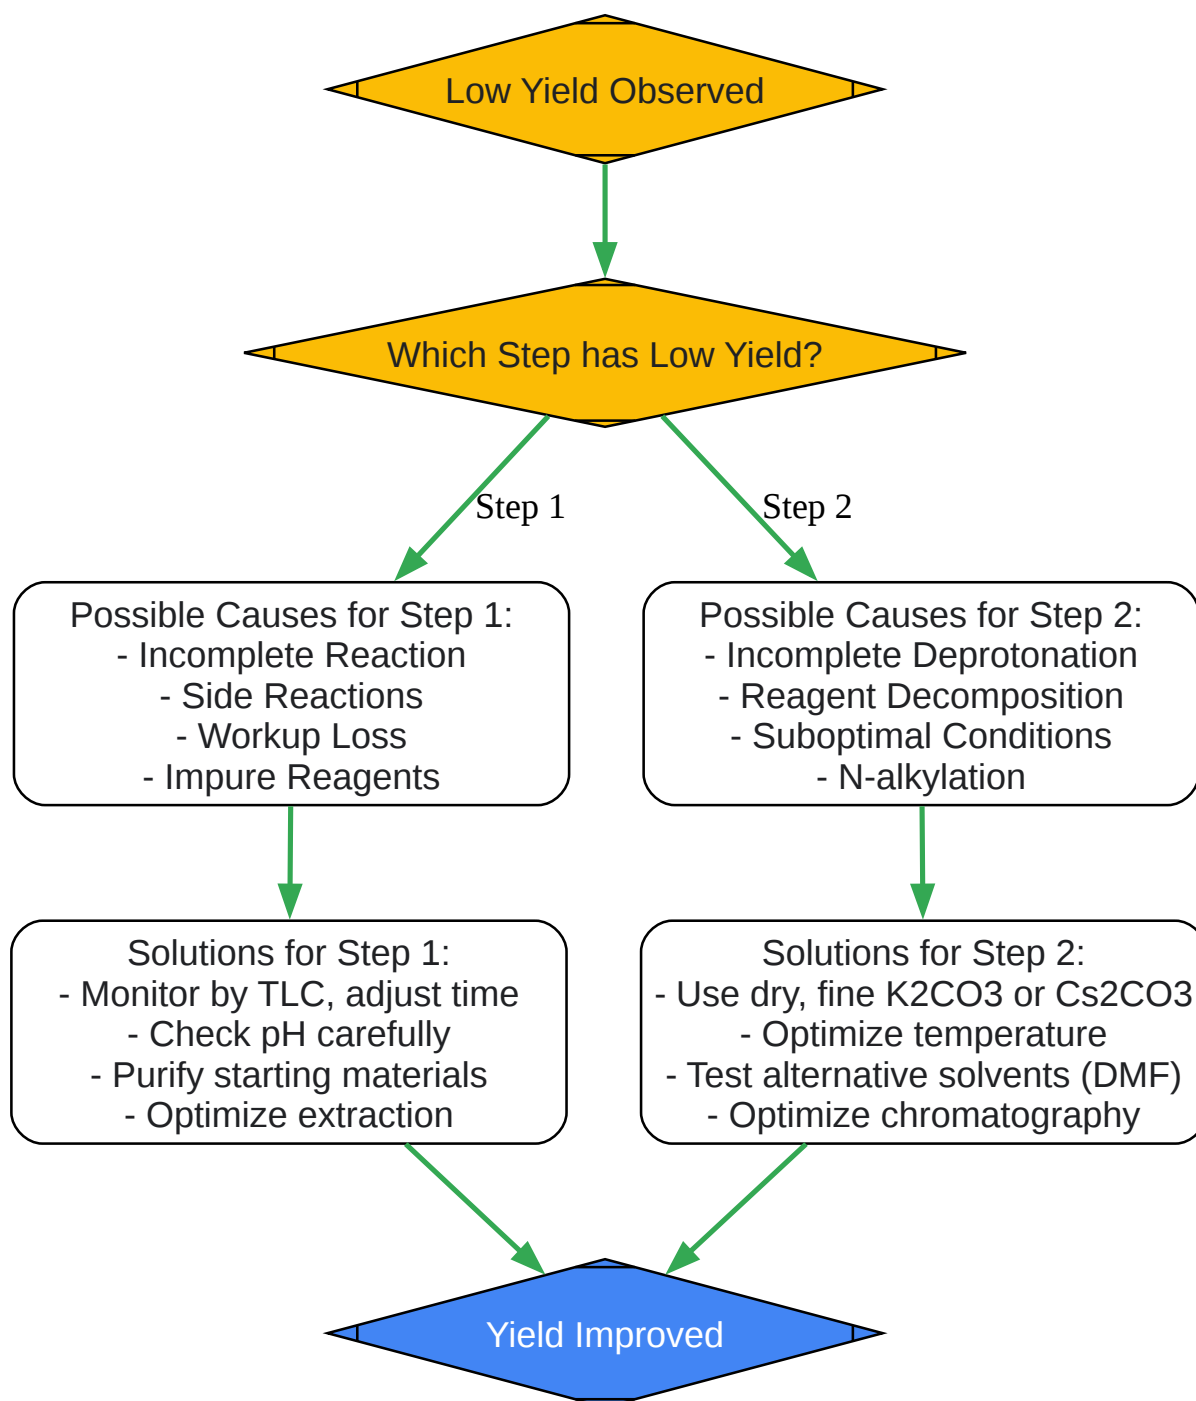 Low Yield Observed
Which Step has Low Yield?
Step 1
Step 2
Possible Causes for Step 1:
- Incomplete Reaction
- Side Reactions
- Workup Loss
- Impure Reagents
Possible Causes for Step 2:
- Incomplete Deprotonation
- Reagent Decomposition
- Suboptimal Conditions
- N-alkylation
Solutions for Step 1:
- Monitor by TLC, adjust time
- Check pH carefully
- Purify starting materials
- Optimize extraction
Solutions for Step 2:
- Use dry, fine K2CO3 or Cs2CO3
- Optimize temperature
- Test alternative solvents (DMF)
- Optimize chromatography
Yield Improved